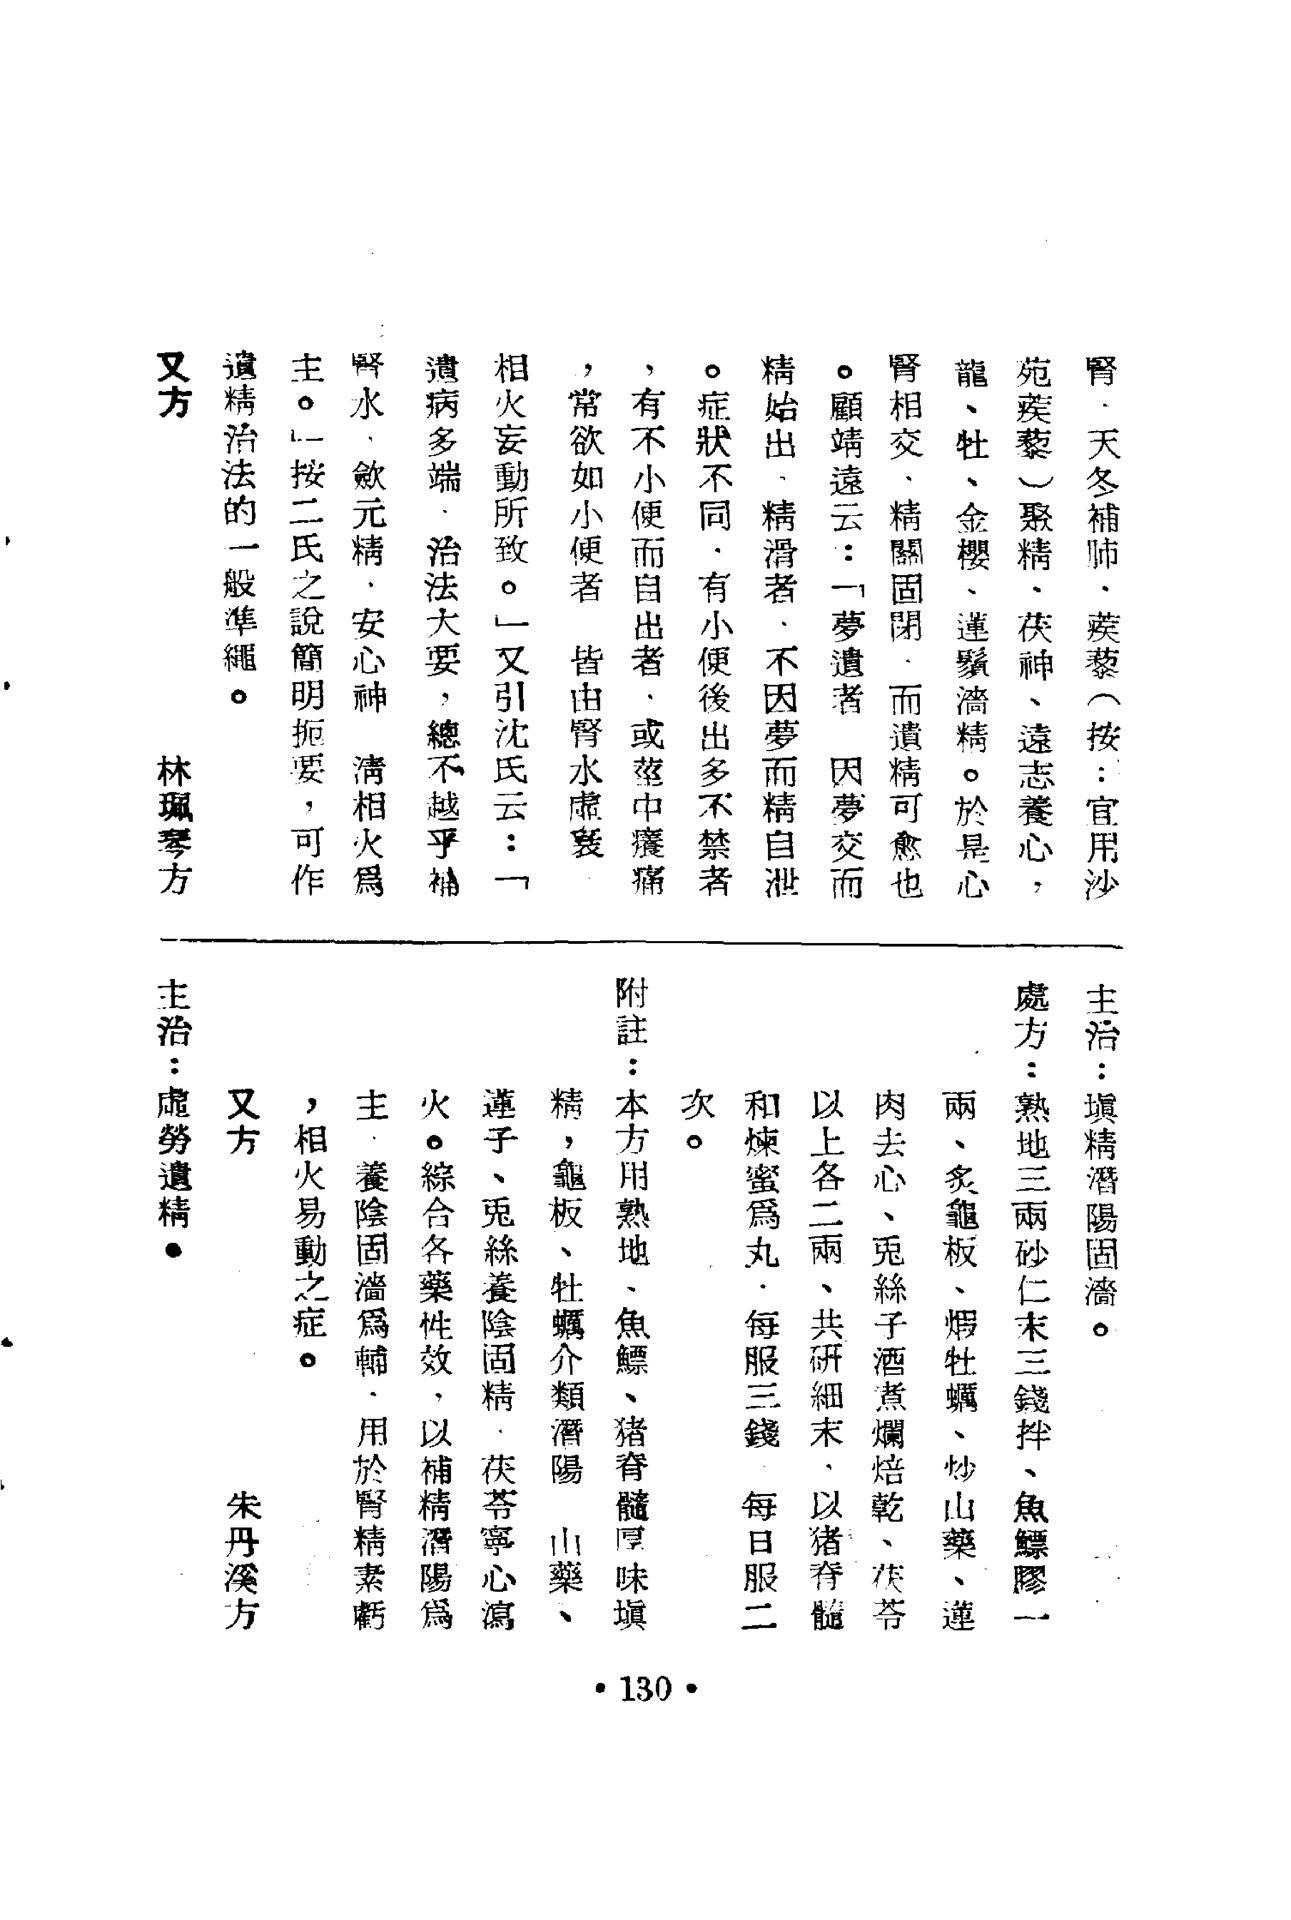 腎、天冬補肺、蒺藜（按：宜用沙
苑蒺藜）聚精、茯神、遠志養心，
龍、牡、金櫻、蓮鬚濇精。於是心
腎相交、精關固閉、而遺精可愈也
。顧靖遠云：「夢遺者 因夢交而
精始出、精滑者、不因夢而精自泄
。症狀不同、有小便後出多不禁者
，有不小便而自出者、或莖中癢痛
，常欲如小便者 皆由腎水虛衰
相火妄動所致。」又引沈氏云：「
遺病多端、治法大要，總不越乎補
腎水、斂元精、安心神 清相火爲
主。」按二氏之說簡明扼要，可作
遺精治法的一般準繩。
又方 林珮琴方
主治：塡精潛陽固濇。
處方：熟地三兩砂仁末三錢拌、魚鰾膠一
兩、炙龜板、煆牡蠣、炒山藥、蓮
肉去心、兎絲子酒煮爛焙乾、茯苓
以上各二兩、共研細末，以猪脊髓
和煉蜜爲丸．每服三錢 每日服二
次。
附註：本方用熟地、魚鰾、猪脊髓厚味塡
精，龜板、牡蠣介類潛陽 山藥、
蓮子、兎絲養陰固精．茯苓寧心瀉
火。綜合各藥性效，以補精潛陽爲
主．養陰固濇爲輔．用於腎精素虧
，相火易動之症。
又方 朱丹溪方
主治：虛勞遺精●
•130•